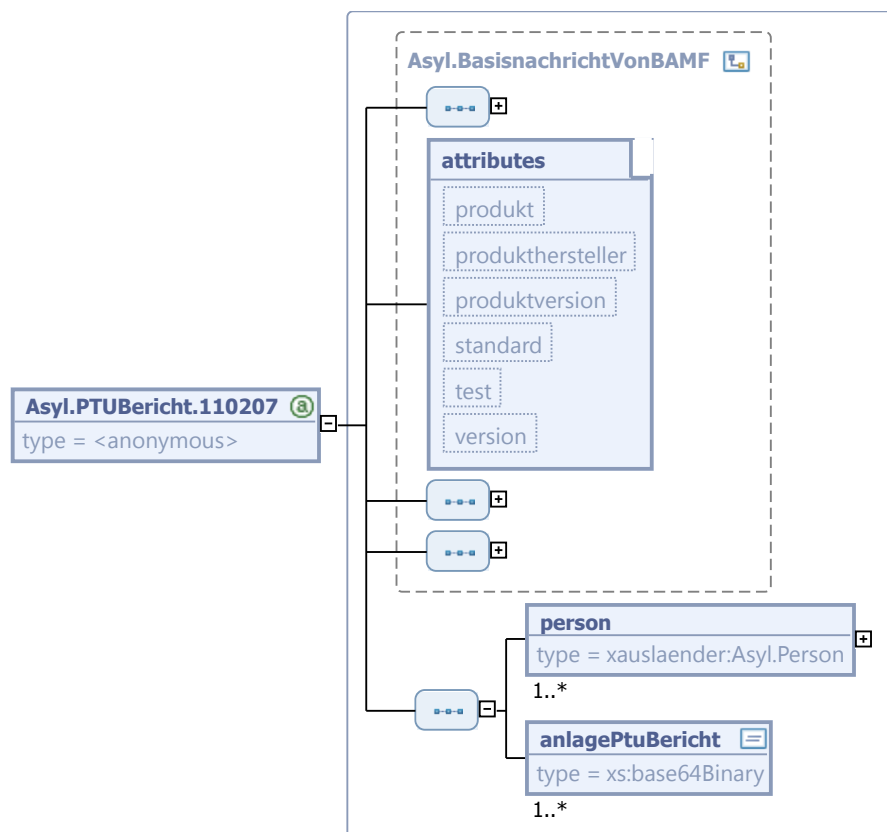 Asyl.BasisnachrichtVonBAMF
attributes
produkt
produkthersteller
produktversion
standard
test
version
Asyl.PTUBericht.110207 @
type = <anonymous>
person
type = xauslaender:Asyl.Person
1..*
anlagePtuBericht
type = xs:base64Binary
1..*